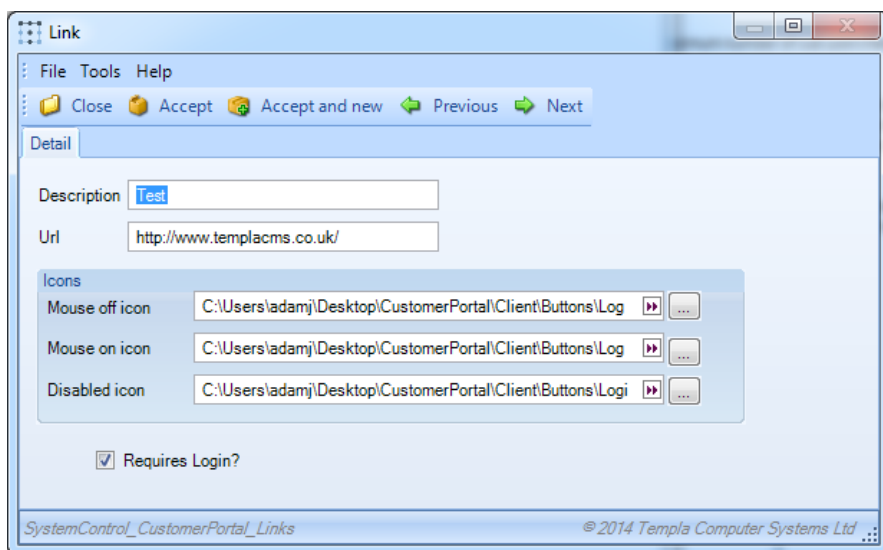 Link
File Tools Help
Close Accept Accept and new Previous Next
Detail
Description Test
Url http://www.templacms.co.uk/
Icons
Mouse off icon C:\Users\adamj\Desktop\CustomerPortal\Client\Buttons\Log ...
Mouse on icon C:\Users\adamj\Desktop\CustomerPortal\Client\Buttons\Log ...
Disabled icon C:\Users\adamj\Desktop\CustomerPortal\Client\Buttons\Logi ...
Requires Login?
SystemControl_CustomerPortal_Links © 2014 Templa Computer Systems Ltd